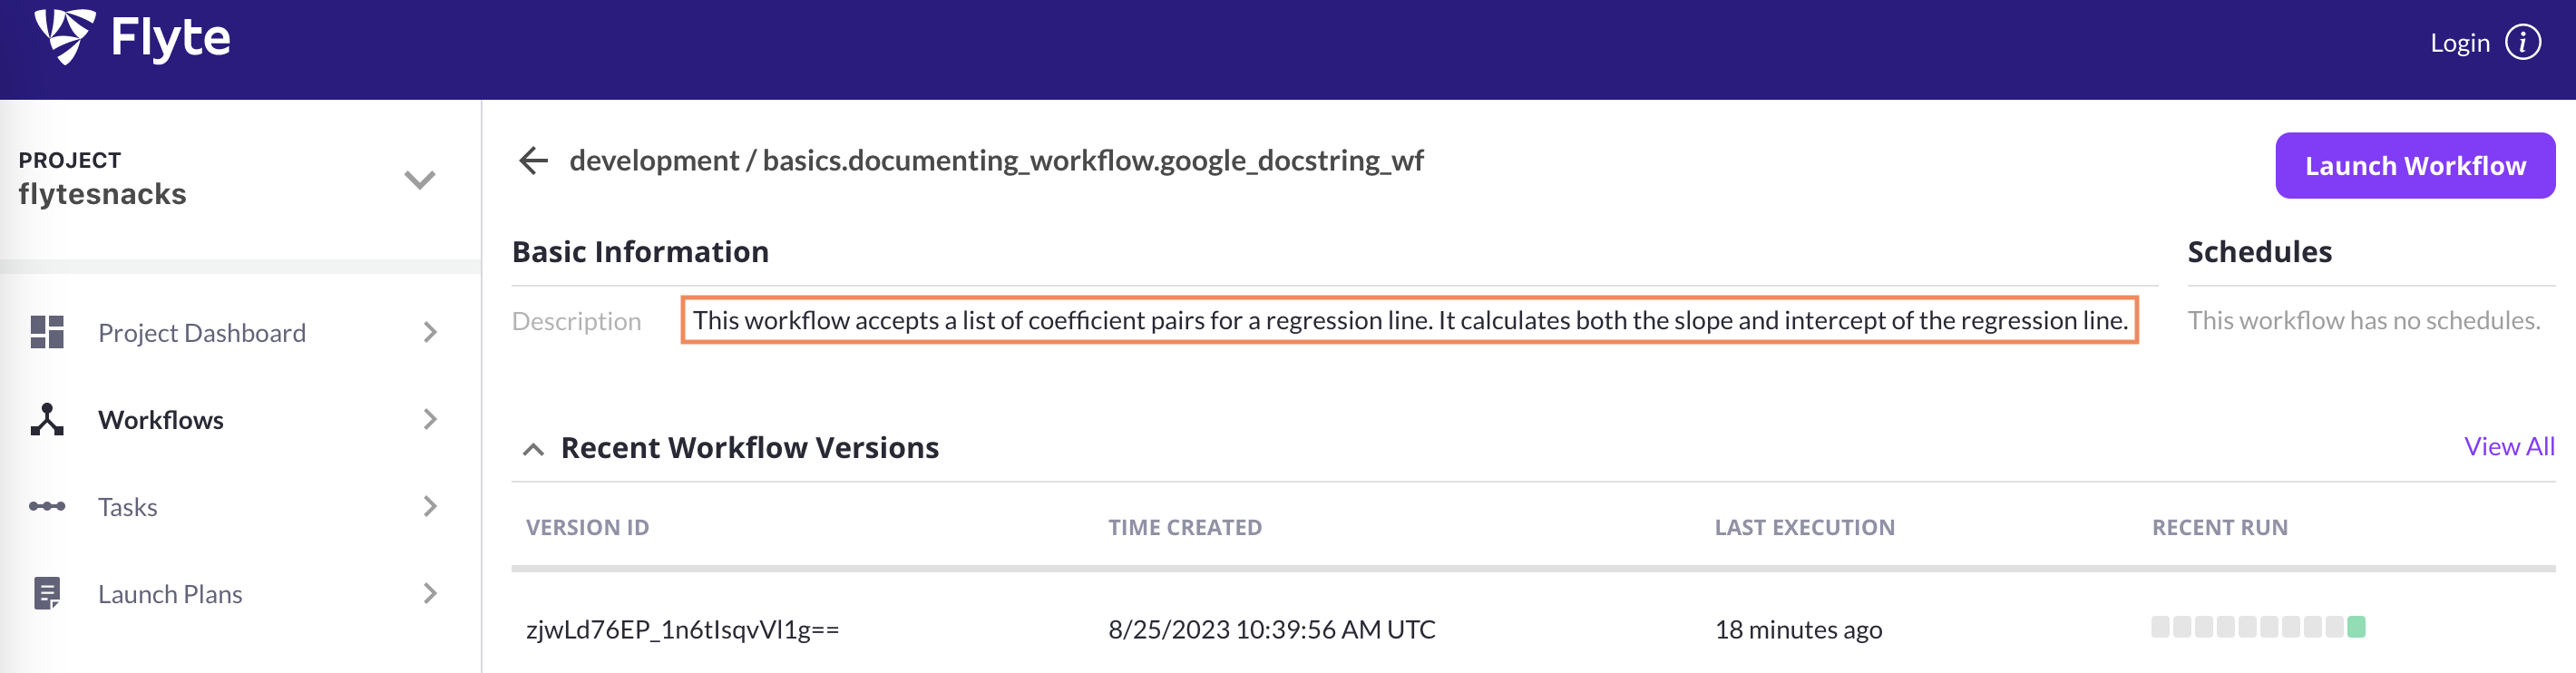 Flyte
Login
PROJECT
flytesnacks
Project Dashboard
Workflows
Tasks
Launch Plans
development / basics.documenting_workflow.google_docstring_wf
Launch Workflow
Basic Information
Schedules
Description This workflow accepts a list of coefficient pairs for a regression line. It calculates both the slope and intercept of the regression line.
This workflow has no schedules.
Recent Workflow Versions
View All
VERSION ID TIME CREATED LAST EXECUTION RECENT RUN
zjwLd76EP_1n6tIsqvVl1g== 8/25/2023 10:39:56 AM UTC 18 minutes ago